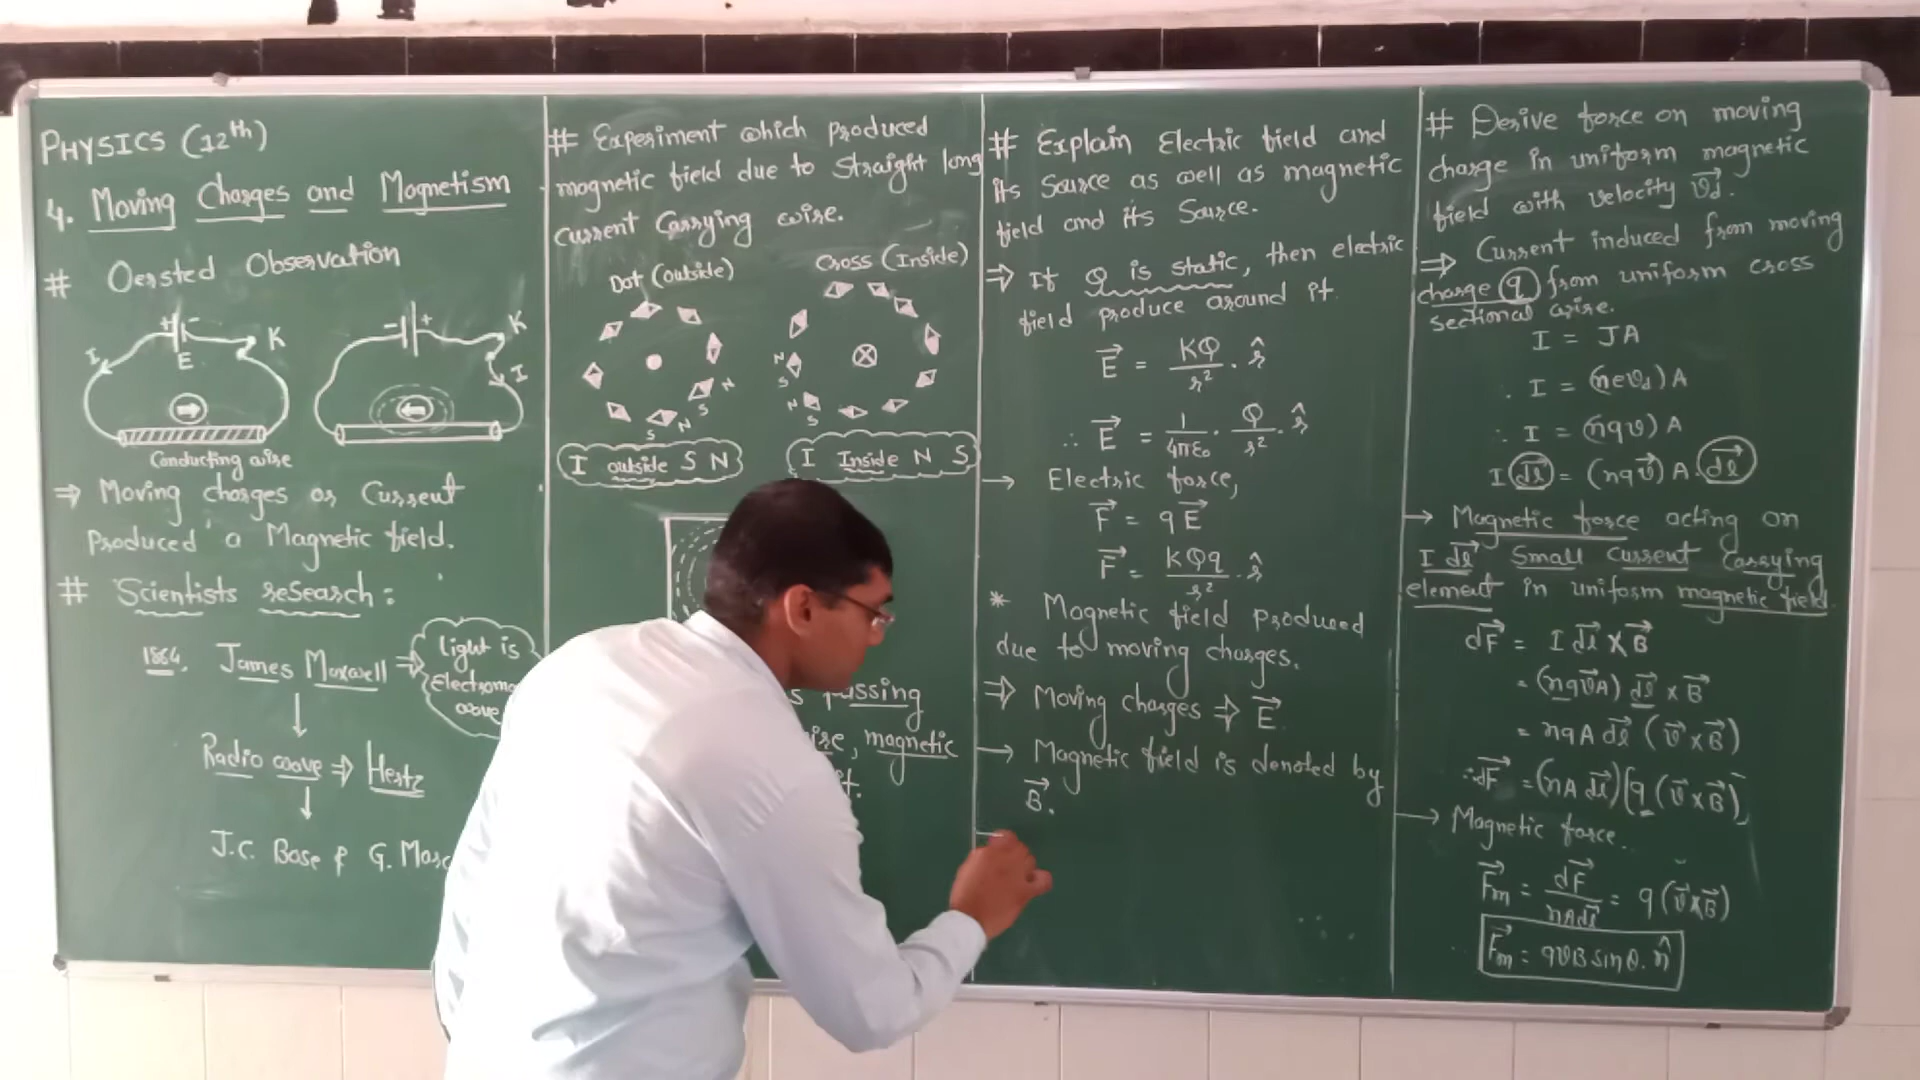 PHYSICS (12th)
4. Moving Charges and Magnetism
# Oersted Observation
+ -
E
K
I
- +
K
I
Conducting wire
⇒ Moving charges or Current
Produced a Magnetic field.
# Scientists research:
1864. James Maxwell ⇒
Light is
Electroma
wave
↓
Radio wave ⇒ Hertz
↓
J.C. Bose & G. Marc
# Experiment which produced
magnetic field due to straight long
current carrying wire.
Dot (outside)
N
S
N
S
I outside S N
Cross (Inside)
N
S
N
S
I Inside N S
passing
wire, magnetic
it.
# Explain Electric field and
its Source as well as magnetic
field and its Source.
⇒ If Q is static, then electric
field produce around it.
E⃗ = KQ/r² . r̂
∴ E⃗ = 1/4πε₀ . Q/r² . r̂
→ Electric force,
F⃗ = qE⃗
F⃗ = KQq/r² . r̂
* Magnetic field Produced
due to moving charges.
⇒ Moving charges ⇒ E⃗
→ Magnetic field is denoted by
B⃗.
# Derive force on moving
charge in uniform magnetic
field with velocity v⃗d.
⇒ Current induced from moving
charge (q) from uniform cross
sectional wire.
I = JA
∴ I = (nevd) A
∴ I = (nqv) A
I dl⃗ = (nqv⃗) A . dl⃗
→ Magnetic force acting on
I dl⃗ Small current carrying
element in uniform magnetic field.
dF⃗ = I dl⃗ × B⃗
= (nqv⃗A) dl⃗ × B⃗
= nqA dl⃗ (v⃗ × B⃗)
∴ dF⃗ = (nA dl⃗) [q (v⃗ × B⃗)]
→ Magnetic force.
F⃗m = dF⃗/nAdl⃗ = q (v⃗ × B⃗)
F⃗m = qvB sinθ . n̂